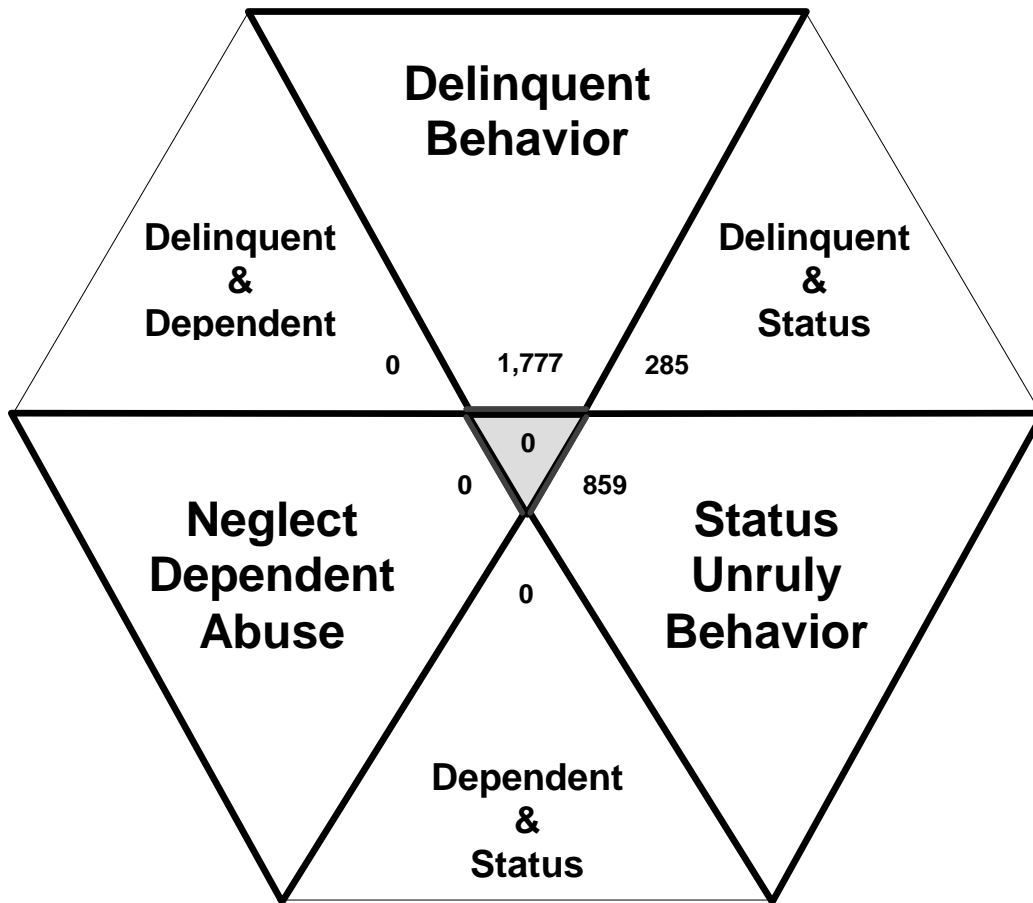 Delinquent
Behavior
Delinquent
&
Dependent
Delinquent
&
Status
0
1,777
285
0
0
859
Neglect
Dependent
Abuse
Status
Unruly
Behavior
0
Dependent
&
Status